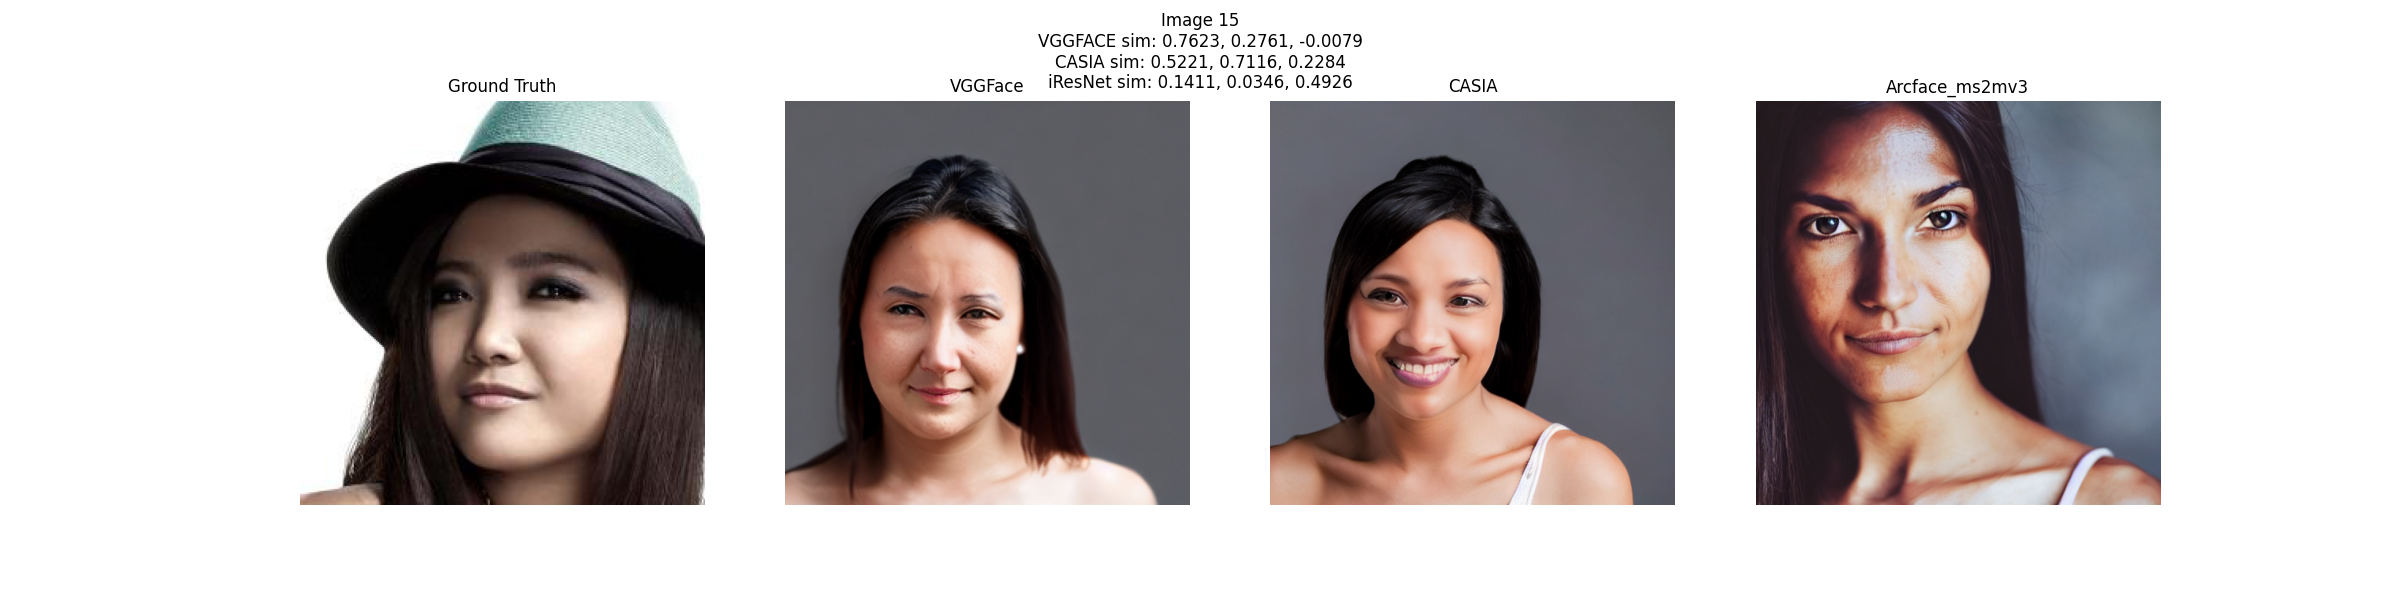 Image 15
VGGFACE sim: 0.7623, 0.2761, -0.0079
CASIA sim: 0.5221, 0.7116, 0.2284
iResNet sim: 0.1411, 0.0346, 0.4926
Ground Truth
VGGFace
CASIA
Arcface_ms2mv3